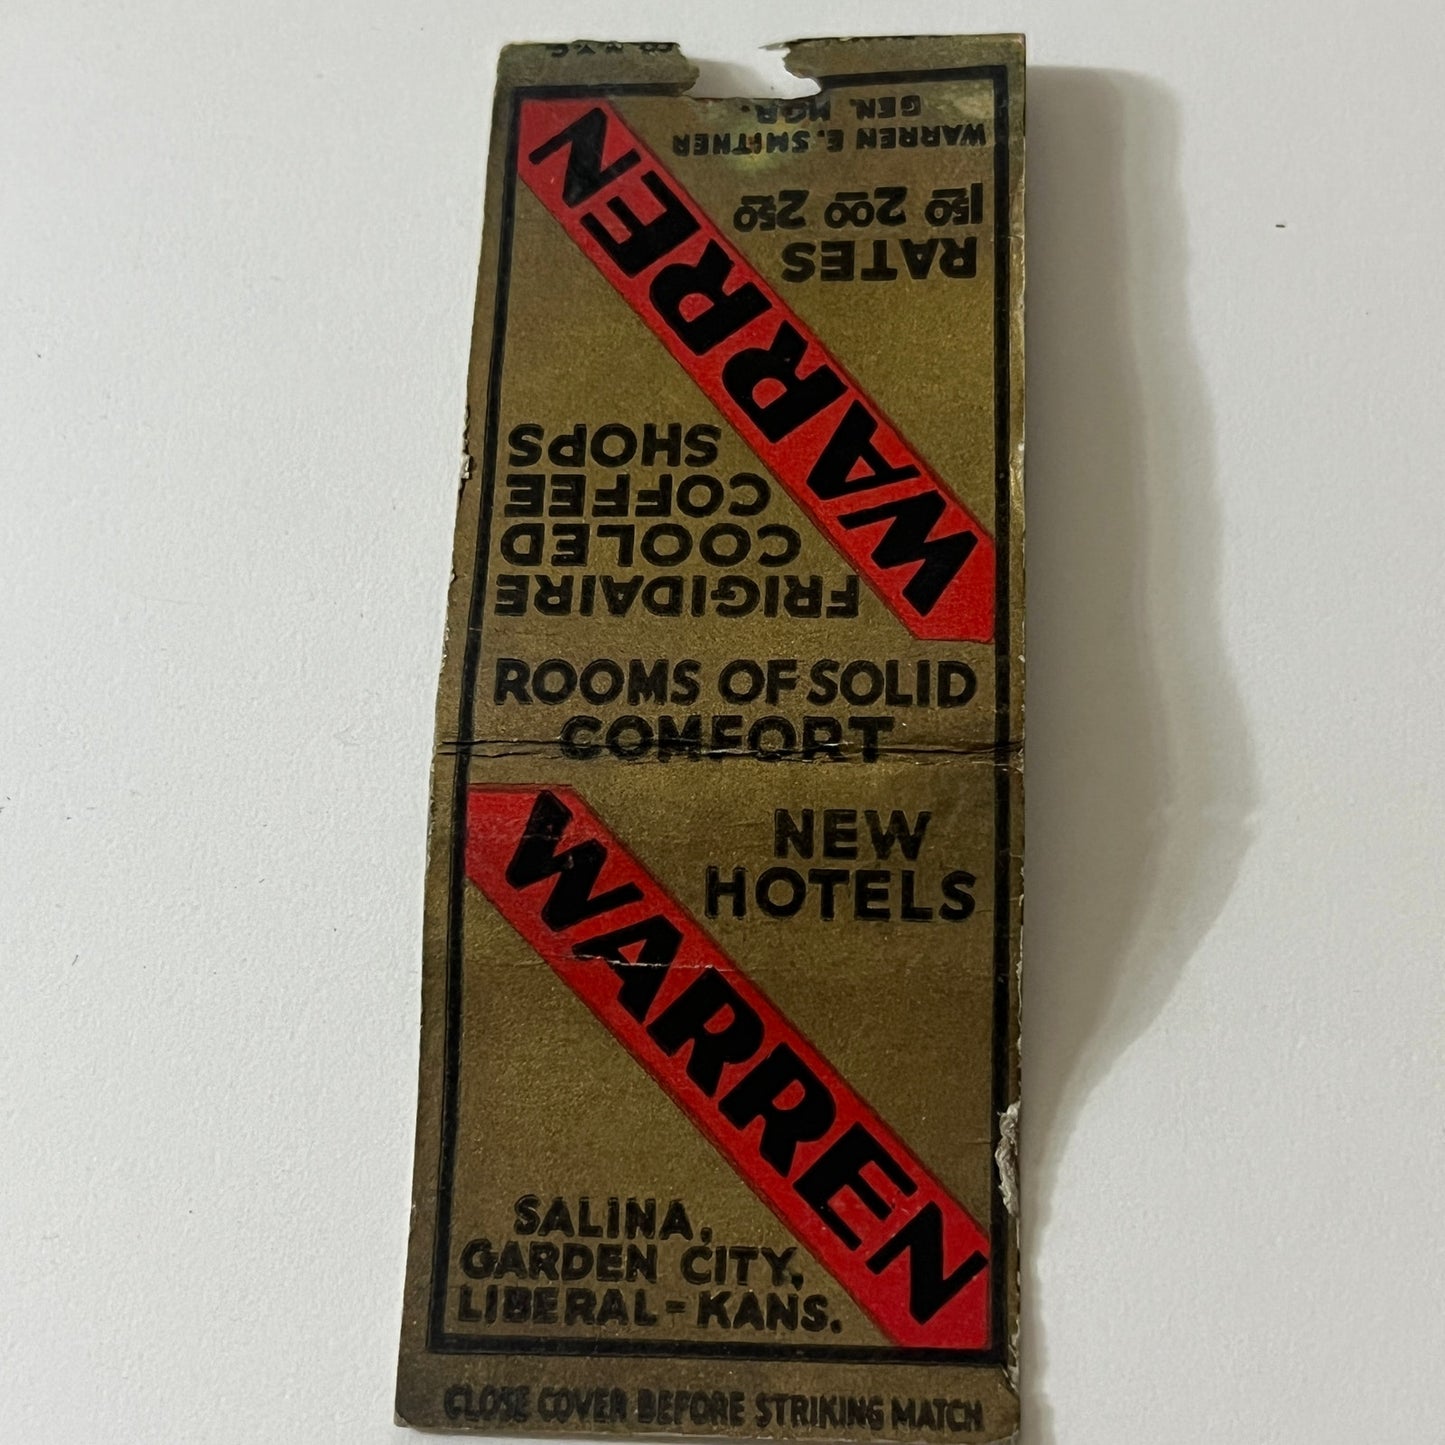 WARREN
NEW
HOTELS
SALINA,
GARDEN CITY,
LIBERAL - KANS.
CLOSE COVER BEFORE STRIKING MATCH
ROOMS OF SOLID
COMFORT
WARREN
FRIGIDAIRE
COOLED
COFFEE
SHOPS
RATES
1.50 2.00 2.50
WARREN E. SMITHER
GEN. MGR.
CO. N.Y.C.